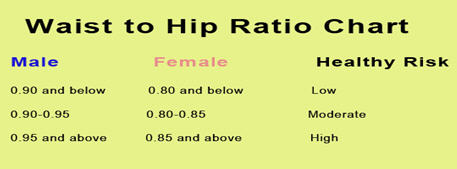 Waist to Hip Ratio Chart
Male Female Healthy Risk
0.90 and below 0.80 and below Low
0.90-0.95 0.80-0.85 Moderate
0.95 and above 0.85 and above High